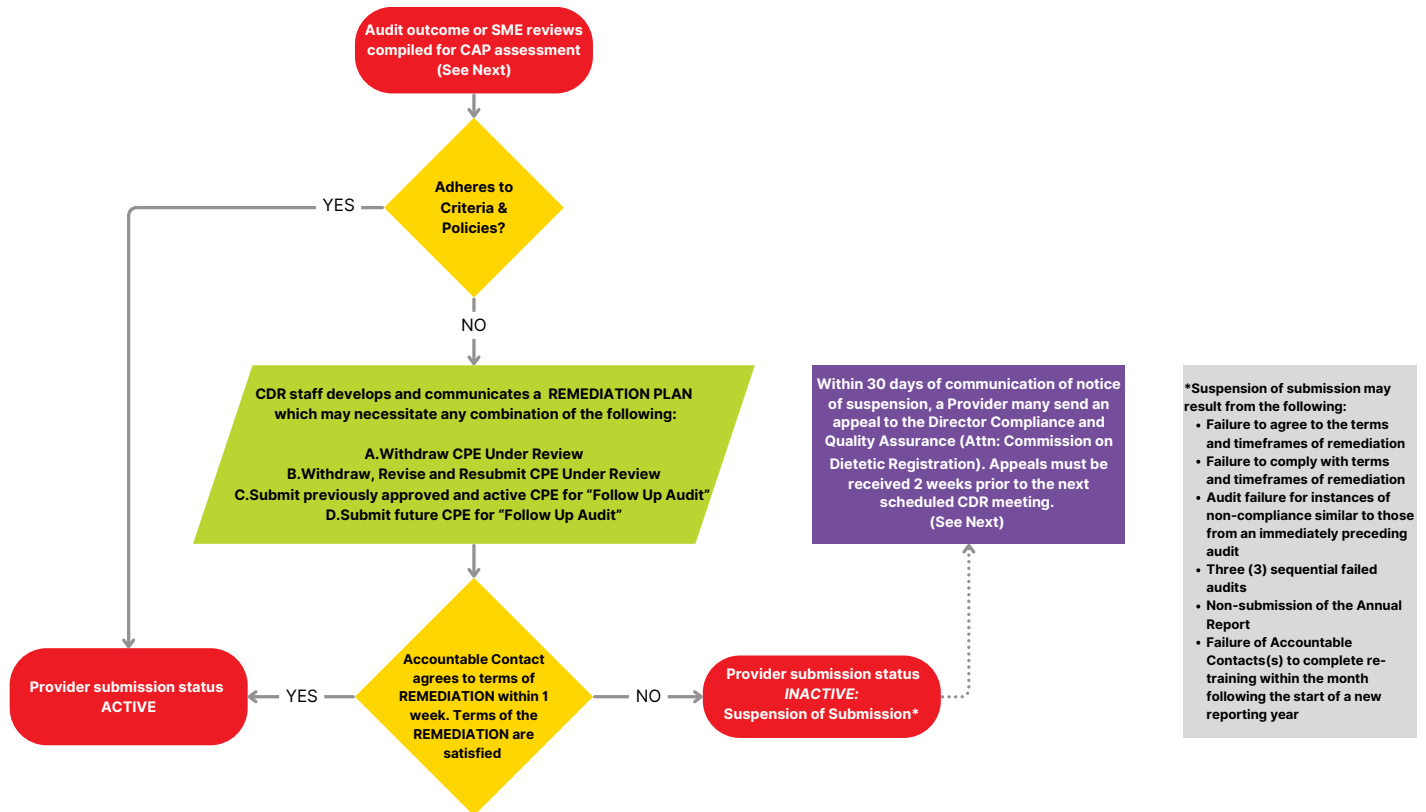 Audit outcome or SME reviews
compiled for CAP assessment
(See Next)
Adheres to
Criteria &
Policies?
YES
NO
CDR staff develops and communicates a REMEDIATION PLAN
which may necessitate any combination of the following:
A.Withdraw CPE Under Review
B.Withdraw, Revise and Resubmit CPE Under Review
C.Submit previously approved and active CPE for “Follow Up Audit”
D.Submit future CPE for “Follow Up Audit”
Within 30 days of communication of notice
of suspension, a Provider many send an
appeal to the Director Compliance and
Quality Assurance (Attn: Commission on
Dietetic Registration). Appeals must be
received 2 weeks prior to the next
scheduled CDR meeting.
(See Next)
*Suspension of submission may
result from the following:
• Failure to agree to the terms
and timeframes of remediation
• Failure to comply with terms
and timeframes of remediation
• Audit failure for instances of
non-compliance similar to those
from an immediately preceding
audit
• Three (3) sequential failed
audits
• Non-submission of the Annual
Report
• Failure of Accountable
Contacts(s) to complete re-
training within the month
following the start of a new
reporting year
Provider submission status
ACTIVE
YES
Accountable Contact
agrees to terms of
REMEDIATION within 1
week. Terms of the
REMEDIATION are
satisfied
NO
Provider submission status
INACTIVE:
Suspension of Submission*